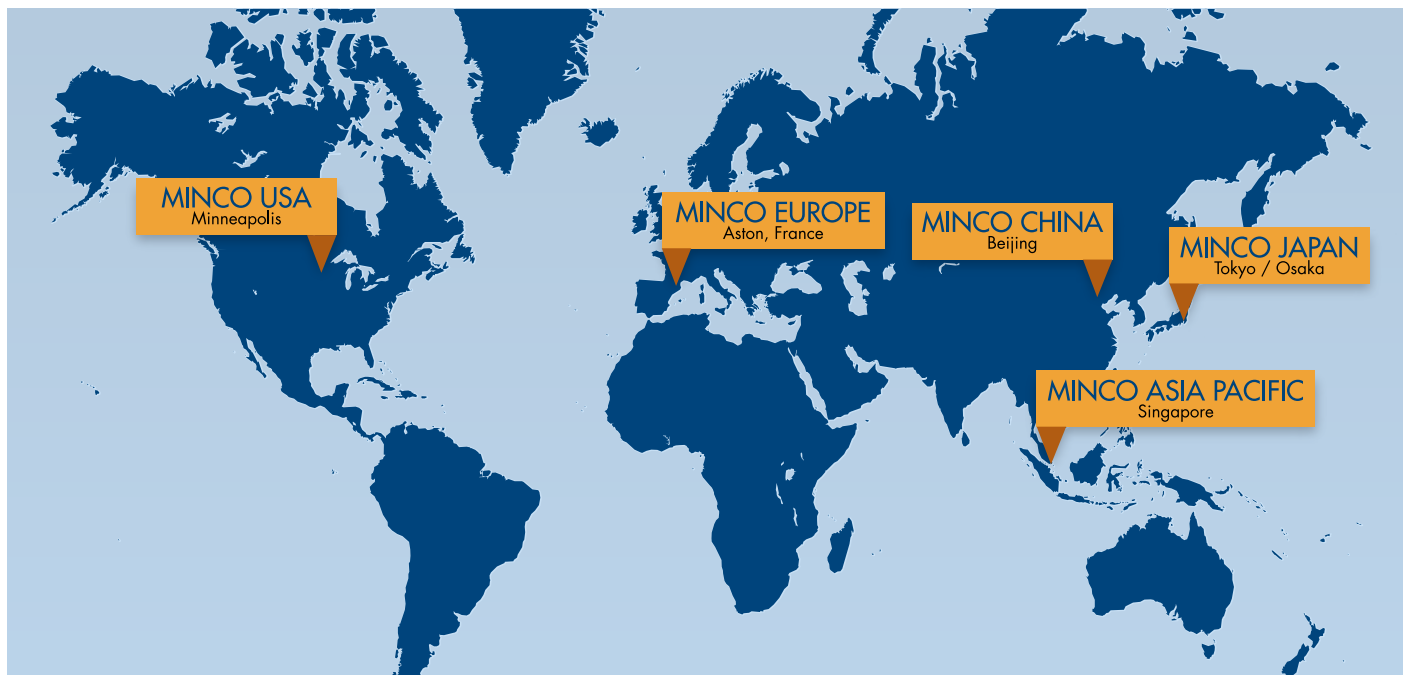 MINCO USA
Minneapolis
MINCO EUROPE
Aston, France
MINCO CHINA
Beijing
MINCO JAPAN
Tokyo / Osaka
MINCO ASIA PACIFIC
Singapore